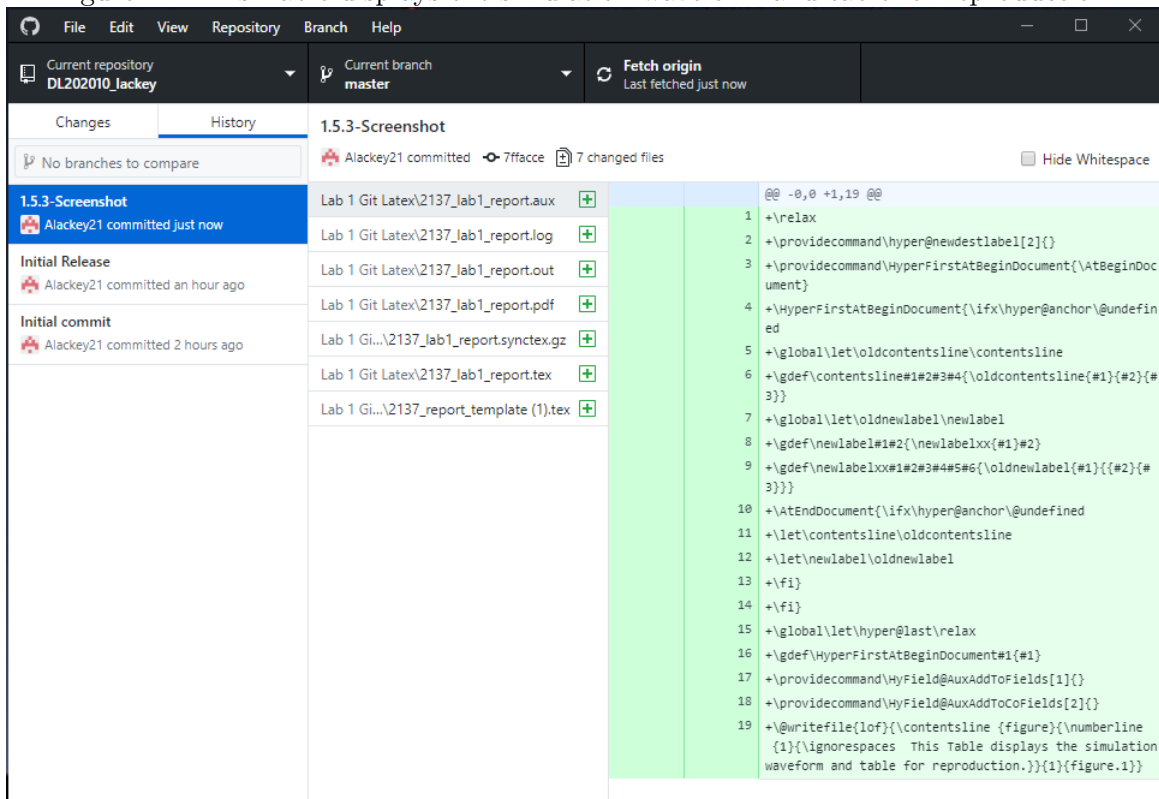 File Edit View Repository Branch Help
Current repository
DL202010_lackey
Current branch
master
Fetch origin
Last fetched just now
Changes
History
No branches to compare
1.5.3-Screenshot
Alackey21 committed just now
Initial Release
Alackey21 committed an hour ago
Initial commit
Alackey21 committed 2 hours ago
1.5.3-Screenshot
Alackey21 committed 7ffacce 7 changed files
Hide Whitespace
Lab 1 Git Latex\2137_lab1_report.aux
Lab 1 Git Latex\2137_lab1_report.log
Lab 1 Git Latex\2137_lab1_report.out
Lab 1 Git Latex\2137_lab1_report.pdf
Lab 1 Gi...\2137_lab1_report.synctex.gz
Lab 1 Git Latex\2137_lab1_report.tex
Lab 1 Gi...\2137_report_template (1).tex
@@ -0,0 +1,19 @@
1 +\relax
2 +\providecommand\hyper@newdestlabel[2]{}
3 +\providecommand\HyperFirstAtBeginDocument{\AtBeginDoc
ument}
4 +\HyperFirstAtBeginDocument{\ifx\hyper@anchor\@undefin
ed
5 +\global\let\oldcontentsline\contentsline
6 +\gdef\contentsline#1#2#3#4{\oldcontentsline{#1}{#2}{#
3}}
7 +\global\let\oldnewlabel\newlabel
8 +\gdef\newlabel#1#2{\newlabelxx{#1}#2}
9 +\gdef\newlabelxx#1#2#3#4#5#6{\oldnewlabel{#1}{{#2}{#
3}}}
10 +\AtEndDocument{\ifx\hyper@anchor\@undefined
11 +\let\contentsline\oldcontentsline
12 +\let\newlabel\oldnewlabel
13 +\fi}
14 +\fi}
15 +\global\let\hyper@last\relax
16 +\gdef\HyperFirstAtBeginDocument#1{#1}
17 +\providecommand\HyField@AuxAddToFields[1]{}
18 +\providecommand\HyField@AuxAddToCoFields[2]{}
19 +\@writefile{lof}{\contentsline {figure}{\numberline
{1}{\ignorespaces This Table displays the simulation
waveform and table for reproduction.}}{1}{figure.1}}